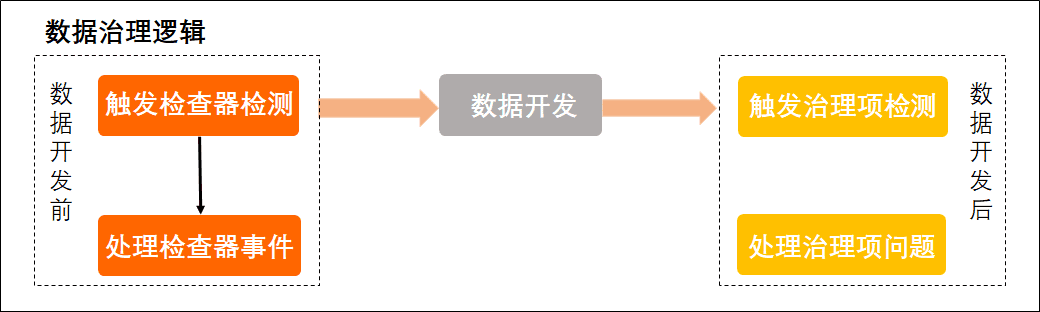 数据治理逻辑
数据开发前
触发检查器检测
处理检查器事件
数据开发
触发治理项检测
处理治理项问题
数据开发后